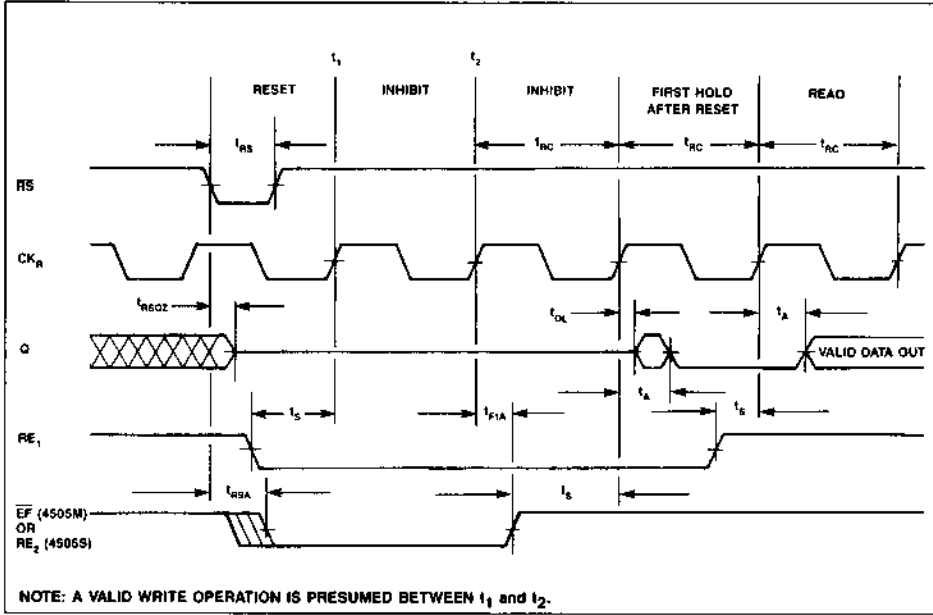 t1 t2
RESET INHIBIT INHIBIT FIRST HOLD READ
AFTER RESET
tRS tRC tRC tRC
RS
CKR
tRSQZ tOL tA
Q VALID DATA OUT
tS tF1A tA tS
RE1
tRSA tS
EF (4505M)
OR
RE2 (4505S)
NOTE: A VALID WRITE OPERATION IS PRESUMED BETWEEN t1 and t2.